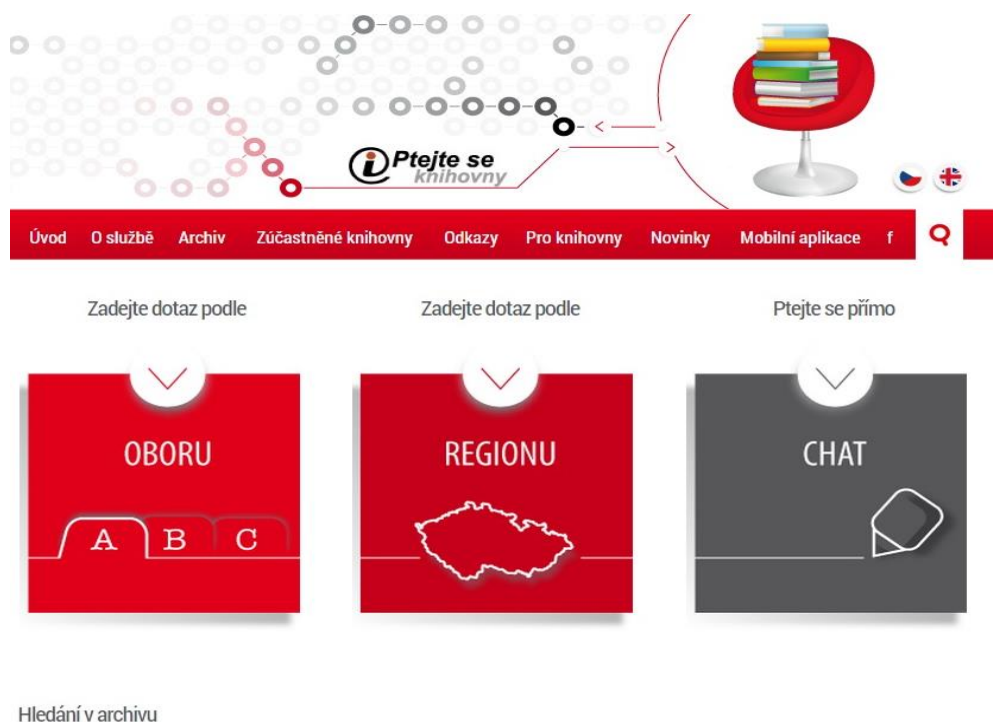 Ptejte se
knihovny
Úvod O službě Archiv Zúčastněné knihovny Odkazy Pro knihovny Novinky Mobilní aplikace f
Zadejte dotaz podle Zadejte dotaz podle Ptejte se přímo
OBORU REGIONU CHAT
A B C
Hledání v archivu